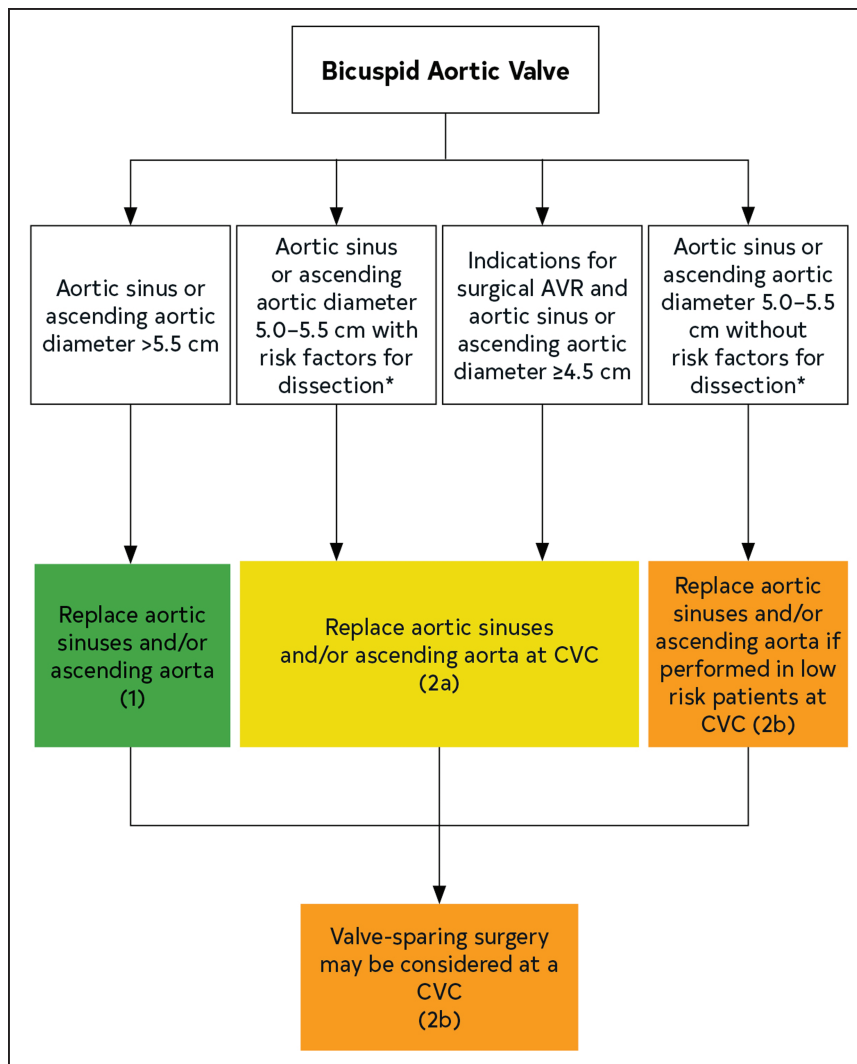 Bicuspid Aortic Valve
Aortic sinus or
ascending aortic
diameter >5.5 cm
Aortic sinus
or ascending
aortic diameter
5.0–5.5 cm with
risk factors for
dissection*
Indications for
surgical AVR and
aortic sinus or
ascending aortic
diameter ≥4.5 cm
Aortic sinus or
ascending aortic
diameter 5.0–5.5
cm without
risk factors for
dissection*
Replace aortic
sinuses and/or
ascending aorta
(1)
Replace aortic sinuses
and/or ascending aorta at CVC
(2a)
Replace aortic
sinuses and/or
ascending aorta if
performed in low
risk patients at
CVC (2b)
Valve-sparing surgery
may be considered at a
CVC
(2b)